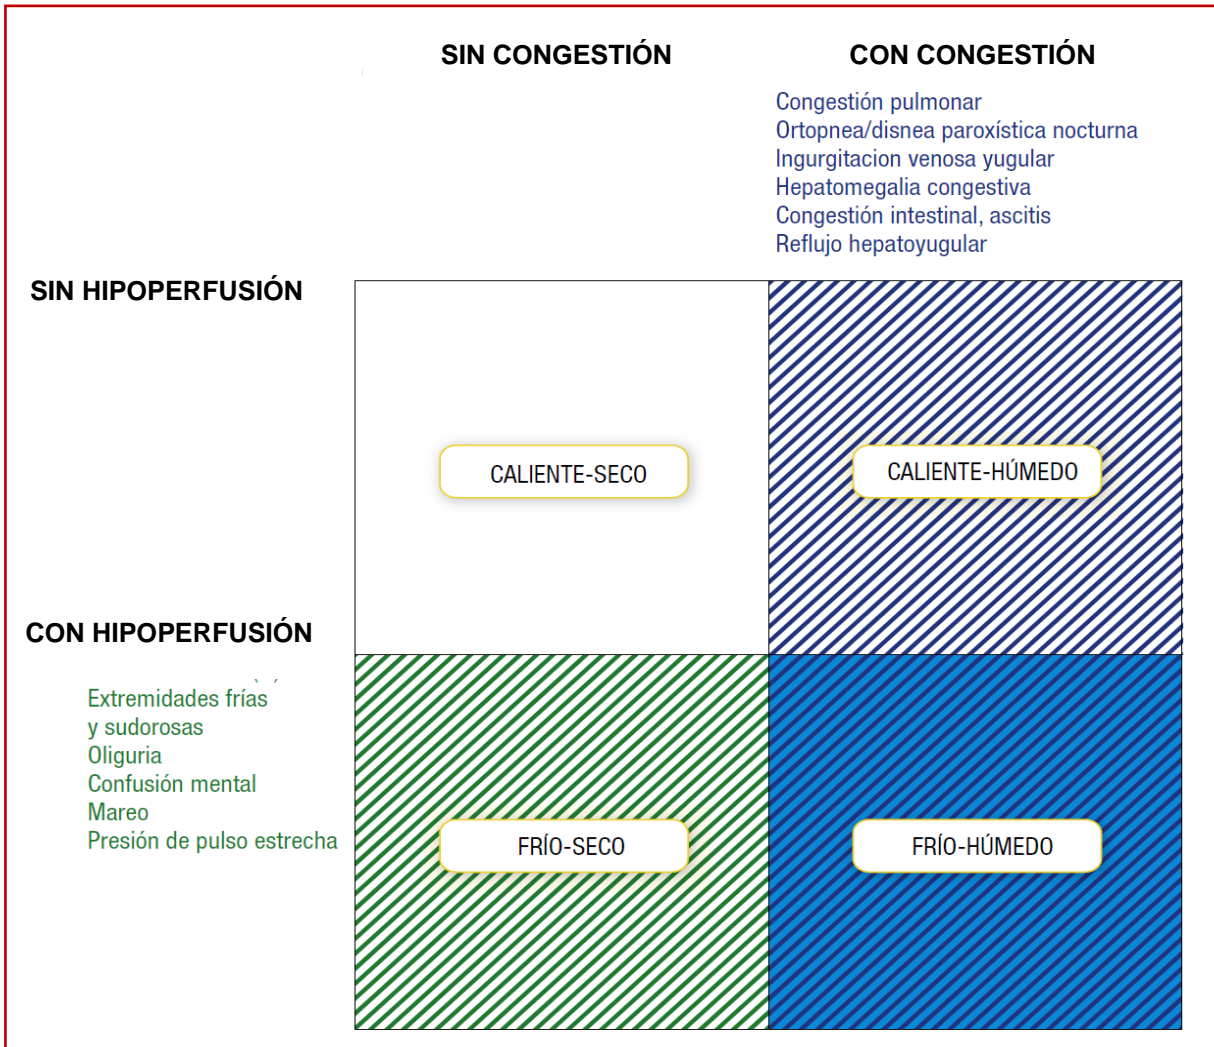 SIN CONGESTIÓN
CON CONGESTIÓN
Congestión pulmonar
Ortopnea/disnea paroxística nocturna
Ingurgitacion venosa yugular
Hepatomegalia congestiva
Congestión intestinal, ascitis
Reflujo hepatoyugular
SIN HIPOPERFUSIÓN
CALIENTE-SECO
CALIENTE-HÚMEDO
CON HIPOPERFUSIÓN
Extremidades frías
y sudorosas
Oliguria
Confusión mental
Mareo
Presión de pulso estrecha
FRÍO-SECO
FRÍO-HÚMEDO